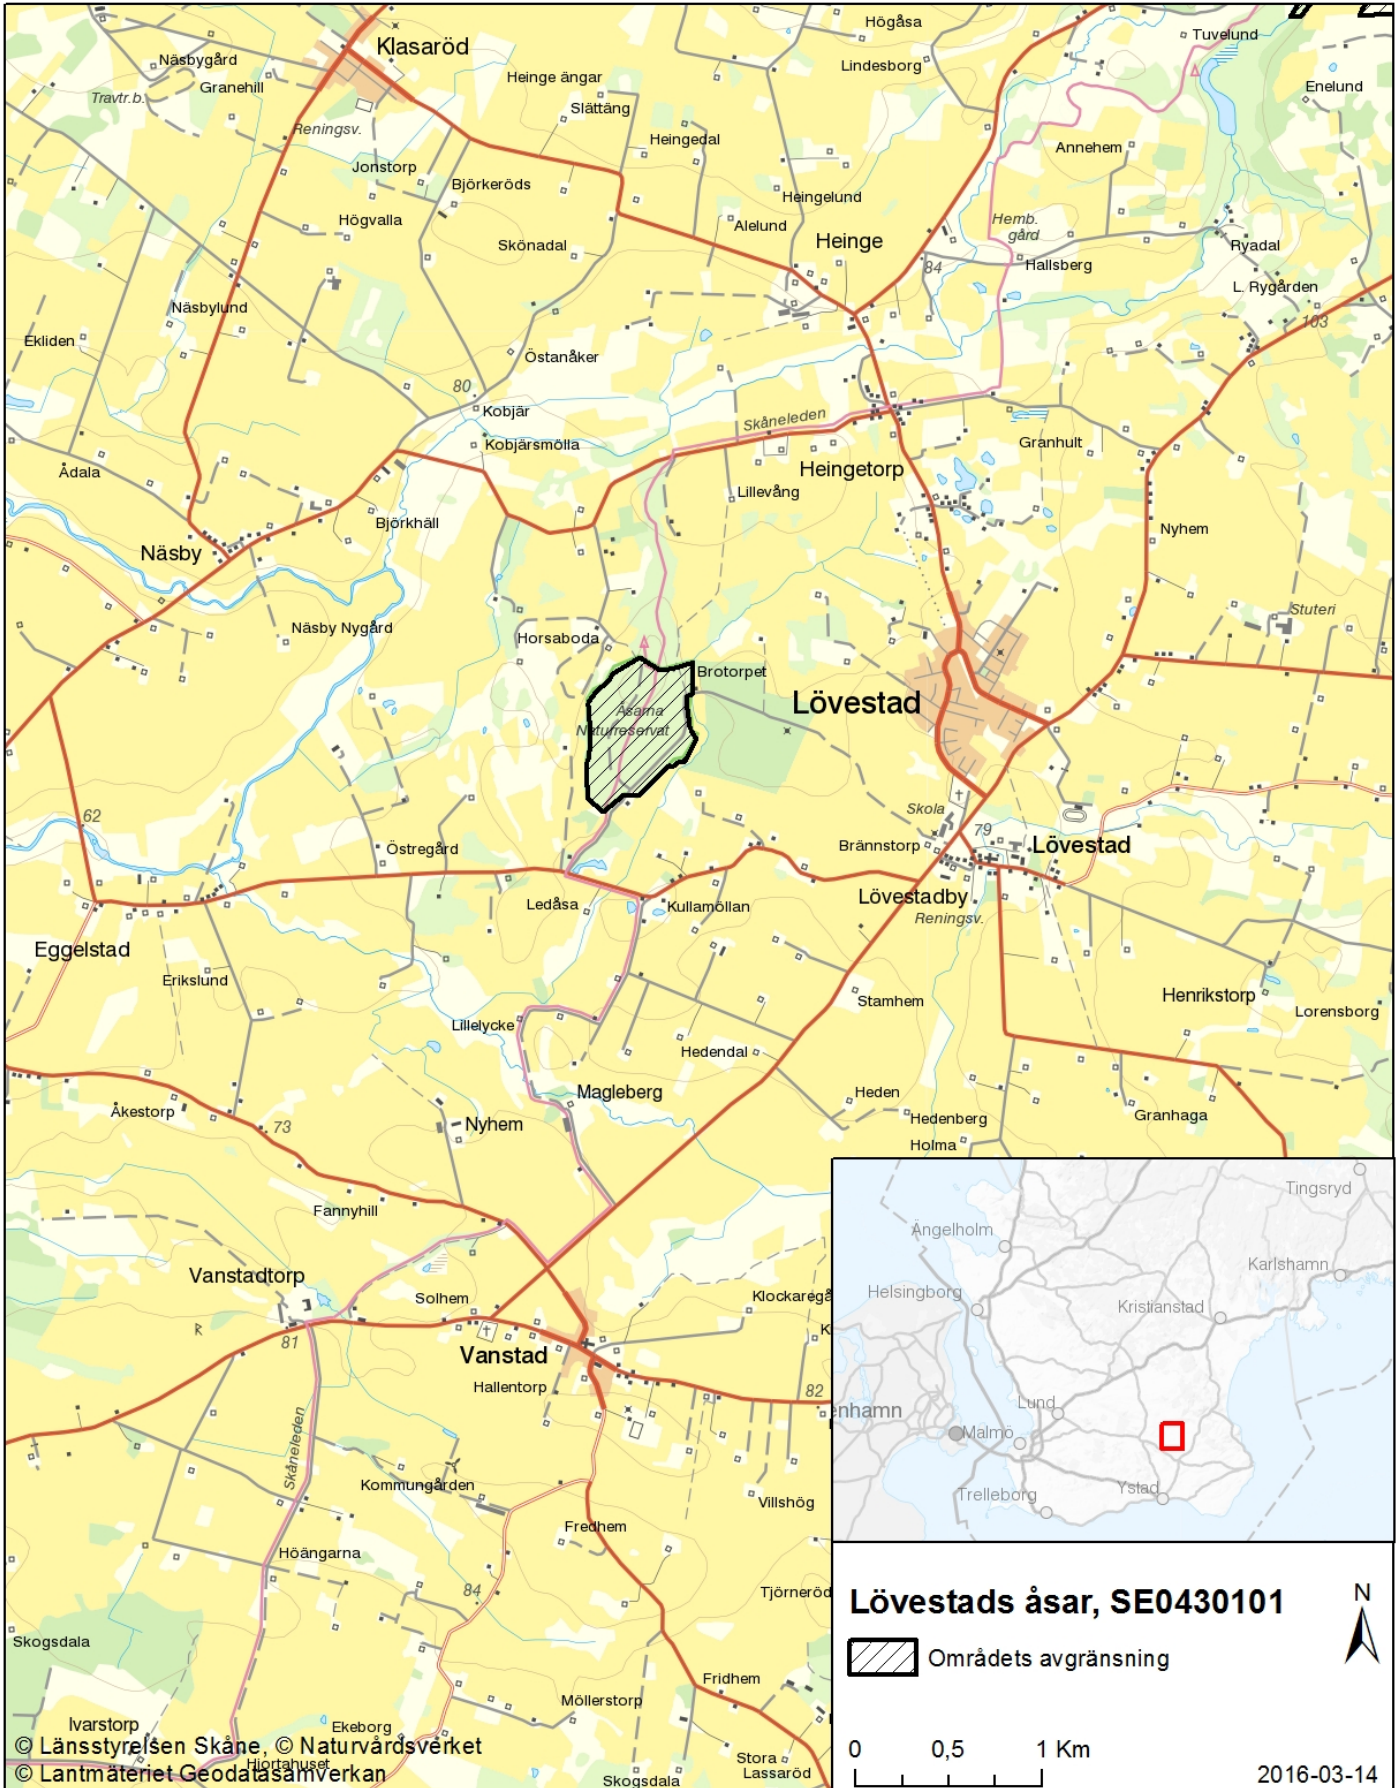 Högåsa
Tuvelund
Klasaröd
Näsbygård
Lindesborg
Granehill
Heinge ängar
Enelund
Travtr.b.
Slättäng
Reningsv.
Heingedal
Annehem
Jonstorp
Björkeröds
Heingelund
Högvalla
Alelund
Hemb.
gård
Skönadal
Heinge
Ryadal
84
Hallsberg
L. Rygården
Näsbylund
103
Ekliden
Östanåker
80
Kobjär
Skåneleden
Kobjärsmölla
Granhult
Ådala
Heingetorp
Lillevång
Björkhäll
Nyhem
Näsby
Stuteri
Näsby Nygård
Horsaboda
Brotorpet
Lövestad
Åsarna
Naturreservat
62
Skola
79
Östregård
Brännstorp
Lövestad
Ledåsa
Kullamöllan
Lövestadby
Reningsv.
Eggelstad
Erikslund
Henrikstorp
Stamhem
Lorensborg
Lillelycke
Hedendal
Magleberg
Heden
Åkestorp
Hedenberg
Granhaga
73
Nyhem
Holma
Fannyhill
Vanstadtorp
Solhem
Klockaregå
K
81
Vanstad
Hallentorp
82
Skåneleden
Kommungården
Villshög
Fredhem
Höängarna
84
Tjörneröd
Skogsdala
Fridhem
Möllerstorp
Ivarstorp
Ekeborg
Hjortahuset
Stora
Lassaröd
Skogsdala
© Länsstyrelsen Skåne, © Naturvårdsverket
© Lantmäteriet Geodatasamverkan
Tingsryd
Ängelholm
Karlshamn
Helsingborg
Kristianstad
enhamn
Lund
Malmö
Trelleborg
Ystad
Lövestads åsar, SE0430101
N
Områdets avgränsning
0 0,5 1 Km
2016-03-14